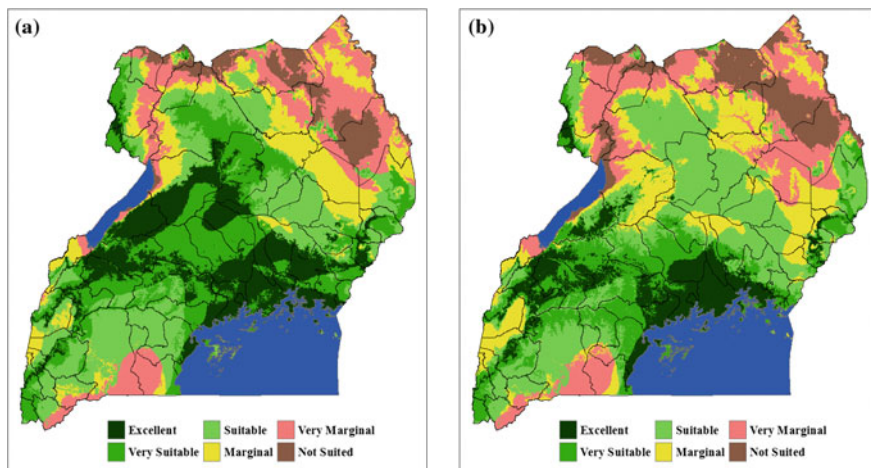 (a)
Excellent Suitable Very Marginal
Very Suitable Marginal Not Suited
(b)
Excellent Suitable Very Marginal
Very Suitable Marginal Not Suited